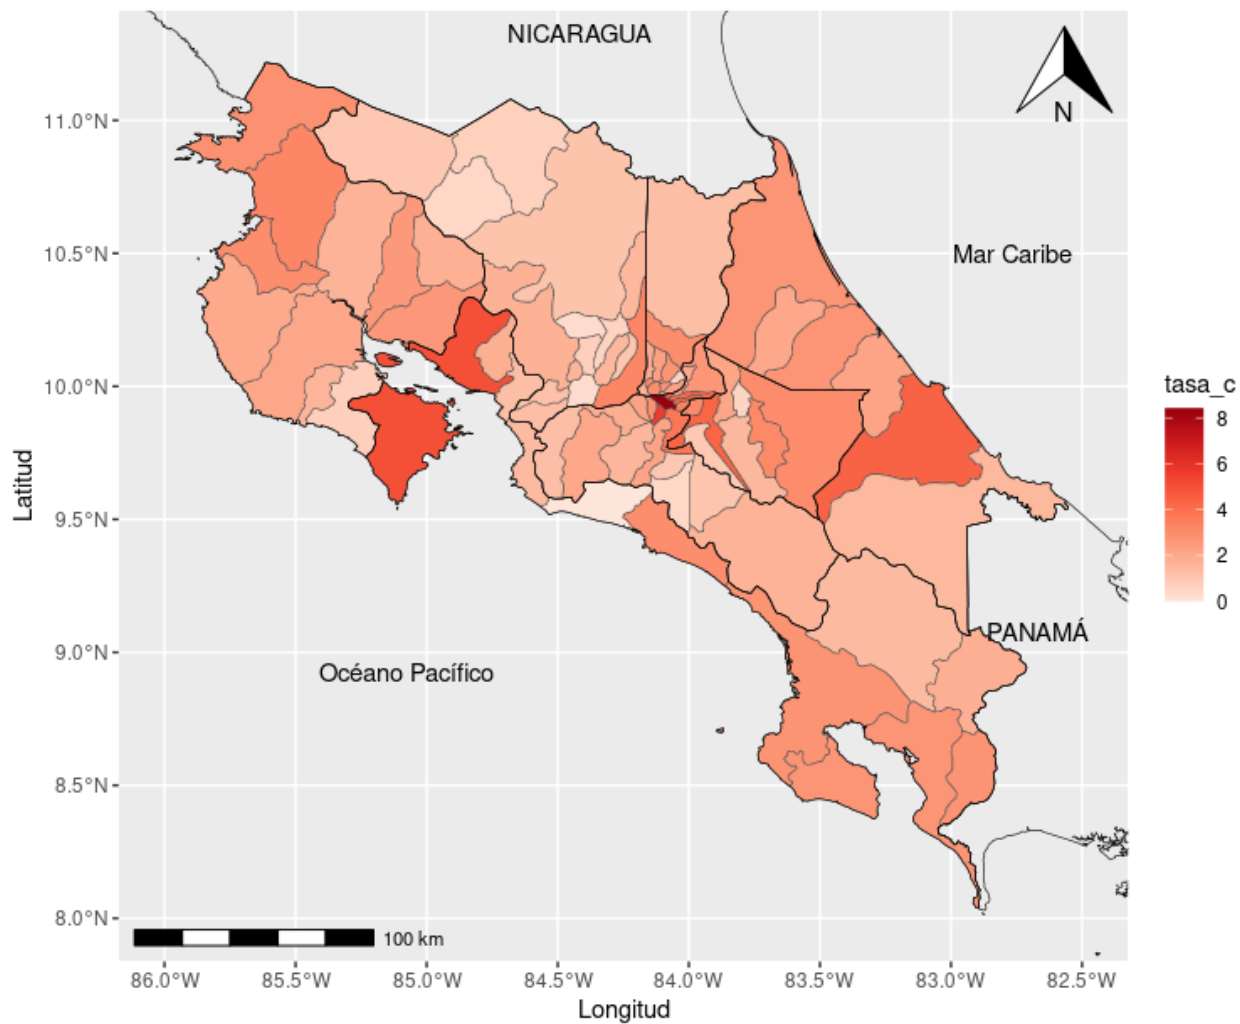 NICARAGUA
N
11.0°N
10.5°N
10.0°N
9.5°N
9.0°N
8.5°N
8.0°N
Latitud
Mar Caribe
PANAMÁ
Océano Pacífico
100 km
86.0°W
85.5°W
85.0°W
84.5°W
84.0°W
83.5°W
83.0°W
82.5°W
Longitud
tasa_c
8
6
4
2
0